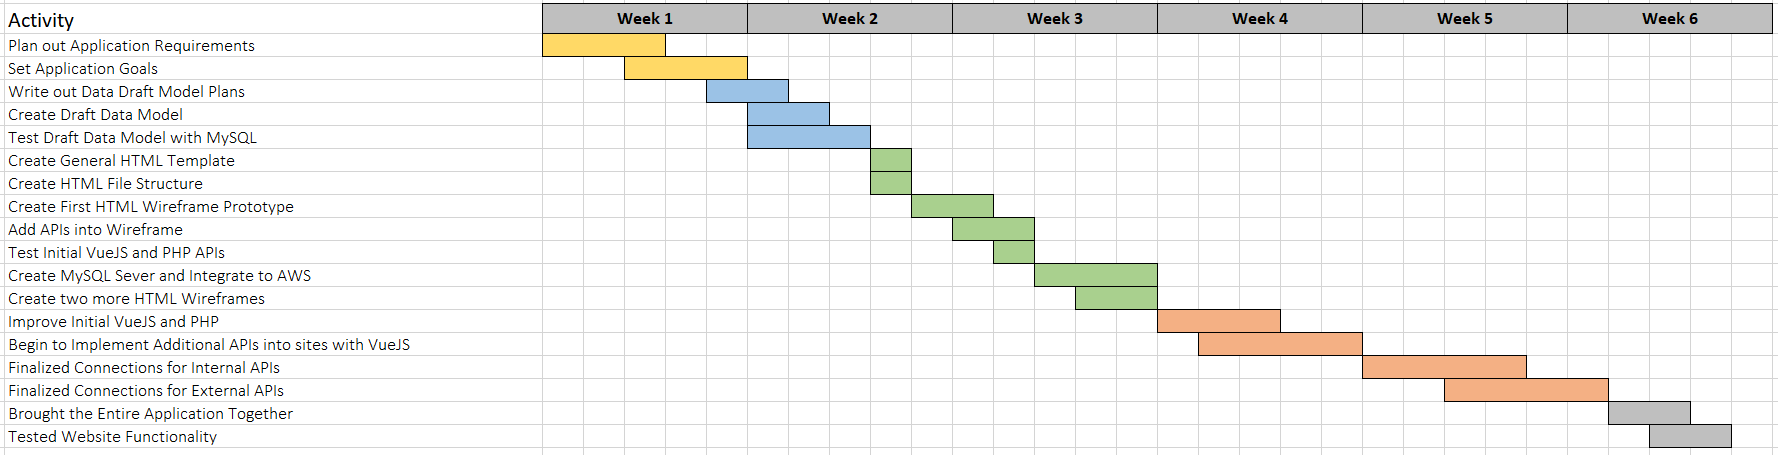 Activity Week 1 Week 2 Week 3 Week 4 Week 5 Week 6
Plan out Application Requirements
Set Application Goals
Write out Data Draft Model Plans
Create Draft Data Model
Test Draft Data Model with MySQL
Create General HTML Template
Create HTML File Structure
Create First HTML Wireframe Prototype
Add APIs into Wireframe
Test Initial VueJS and PHP APIs
Create MySQL Sever and Integrate to AWS
Create two more HTML Wireframes
Improve Initial VueJS and PHP
Begin to Implement Additional APIs into sites with VueJS
Finalized Connections for Internal APIs
Finalized Connections for External APIs
Brought the Entire Application Together
Tested Website Functionality